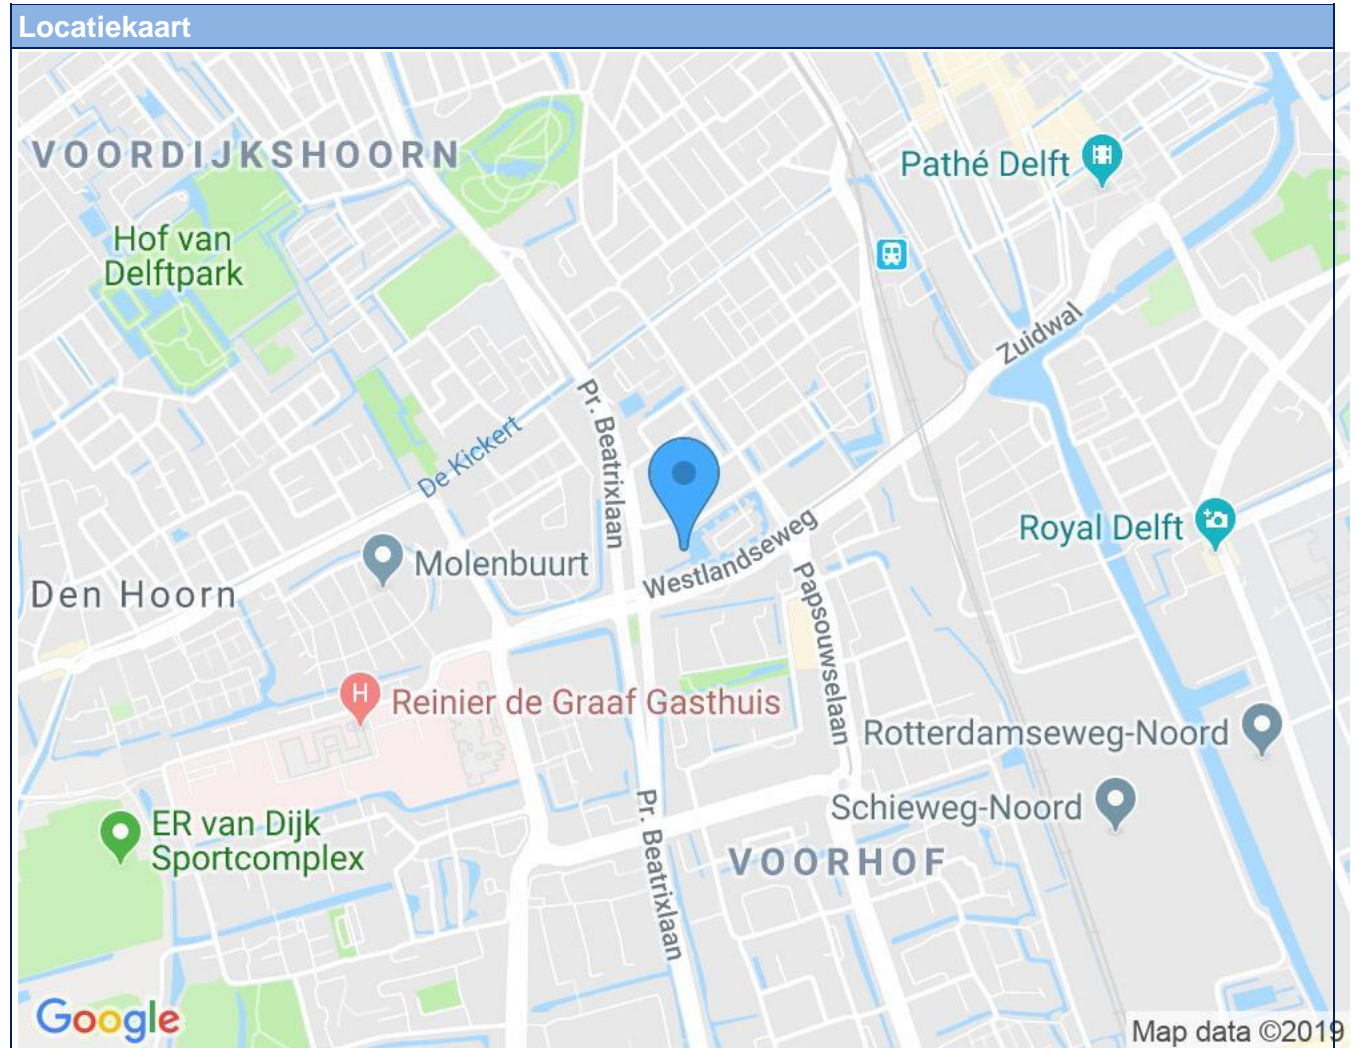 Locatiekaart
VOORDIJKSHOORN
Pathé Delft
Hof van
Delftpark
Zuidwal
Pr. Beatrixlaan
De Kickert
Royal Delft
Westlandseweg
Molenbuurt
Den Hoorn
Papsouwselaan
H
Reinier de Graaf Gasthuis
Rotterdamseweg-Noord
Schieweg-Noord
Pr. Beatrixlaan
ER van Dijk
Sportcomplex
VOORHOF
Google
Map data ©2019